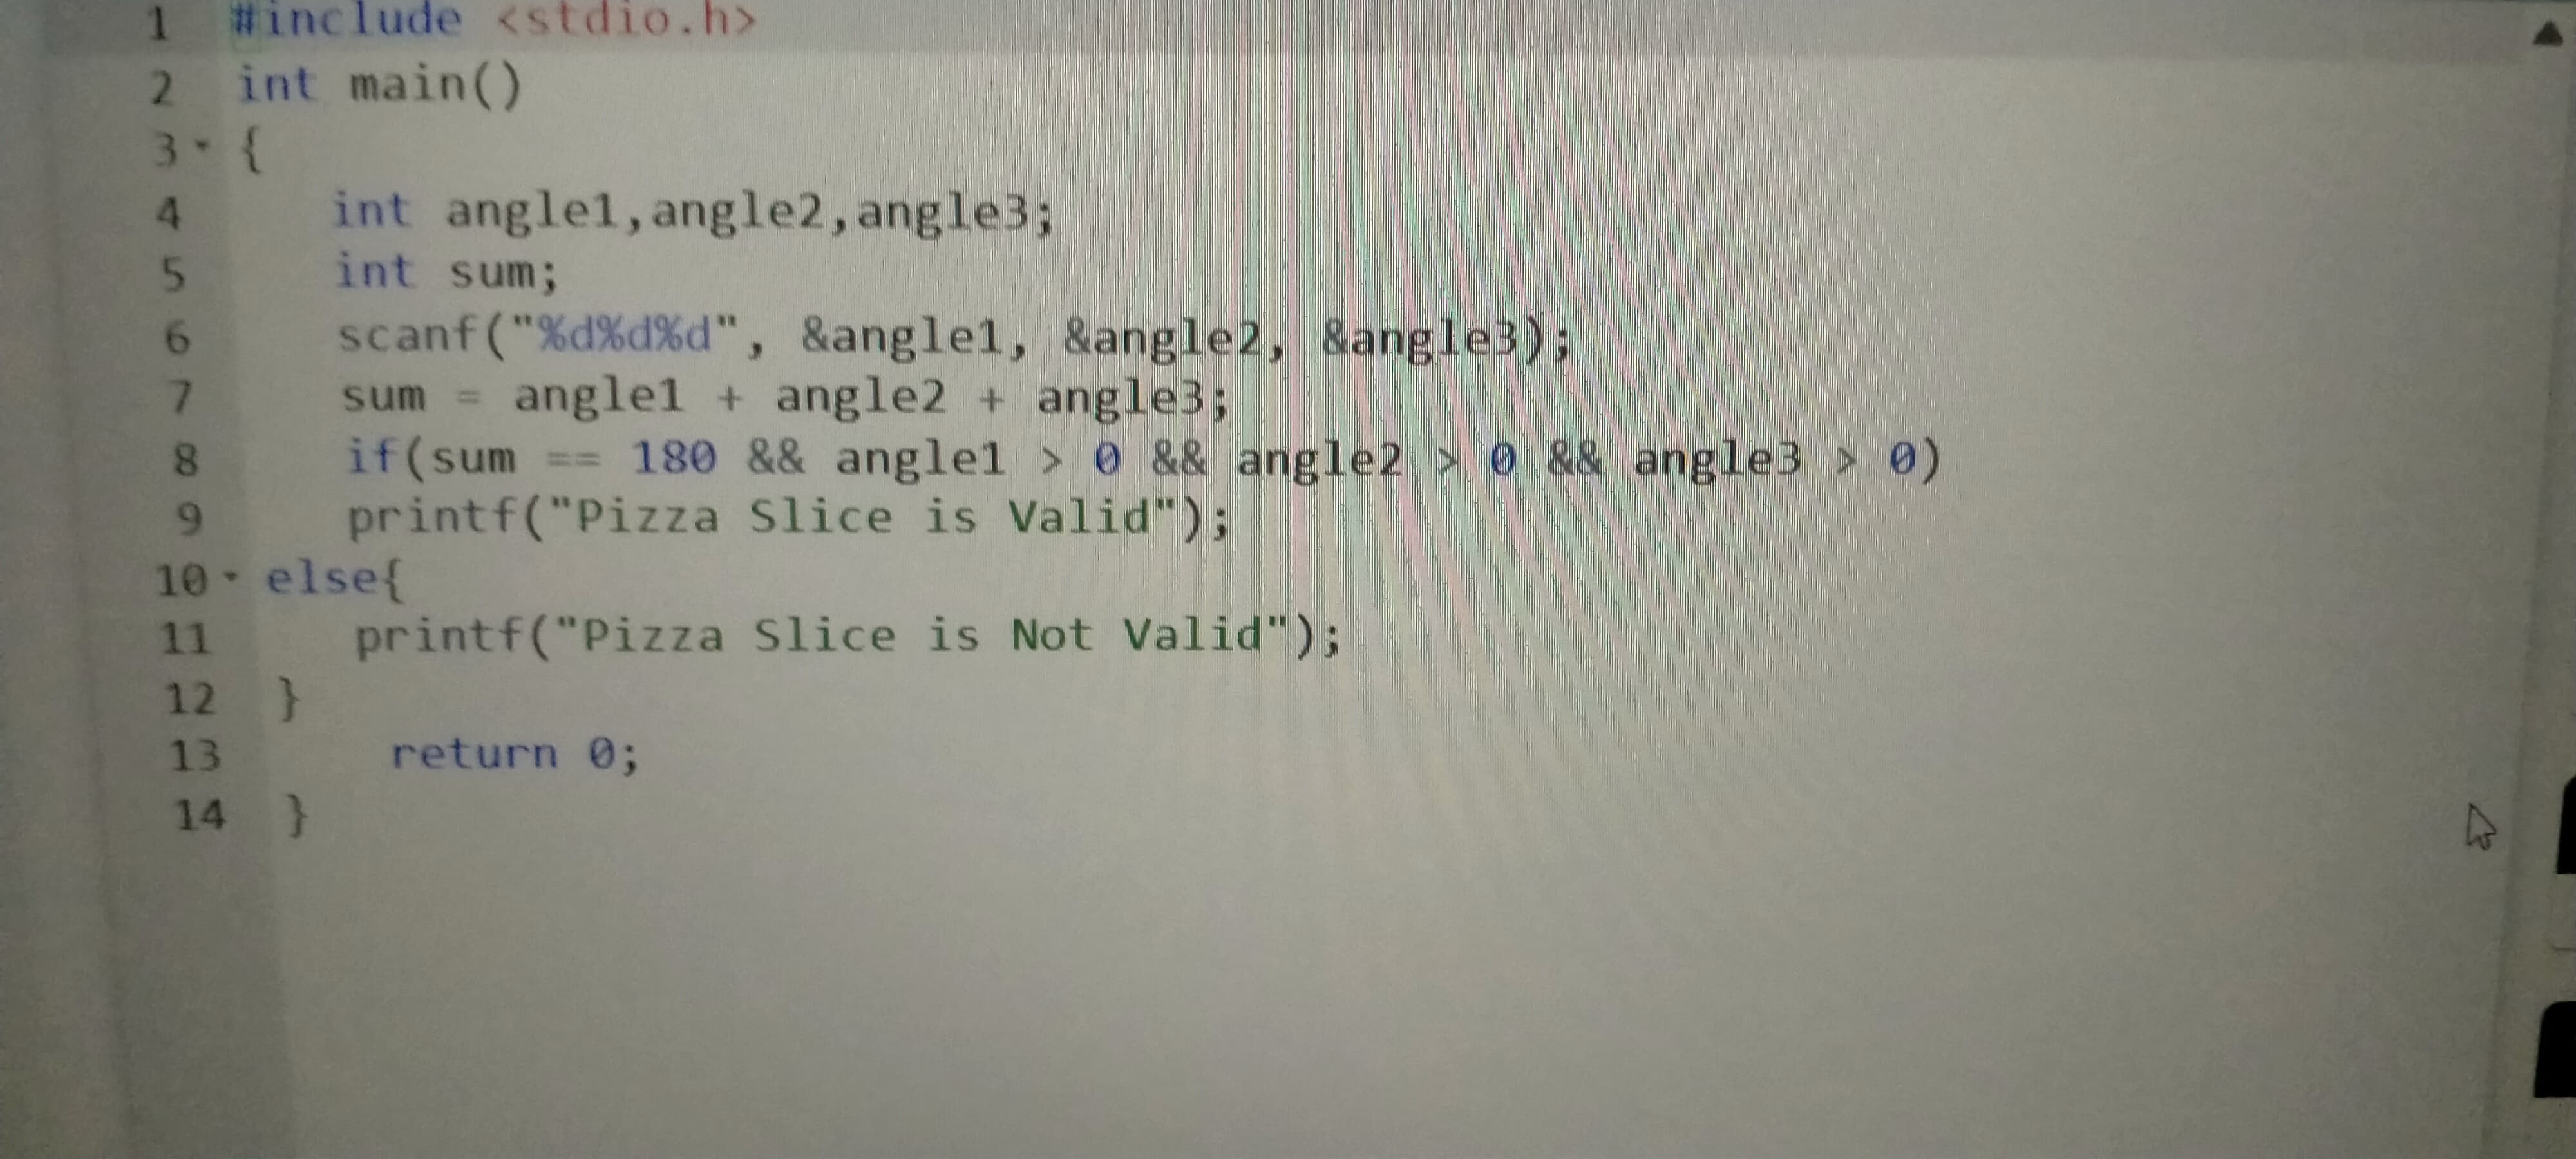 1 #include <stdio.h>
2 int main()
3 {
4 int angle1,angle2,angle3;
5 int sum;
6 scanf("%d%d%d", &angle1, &angle2, &angle3);
7 sum = angle1 + angle2 + angle3;
8 if(sum == 180 && angle1 > 0 && angle2 > 0 && angle3 > 0)
9 printf("Pizza Slice is Valid");
10 else{
11 printf("Pizza Slice is Not Valid");
12 }
13 return 0;
14 }